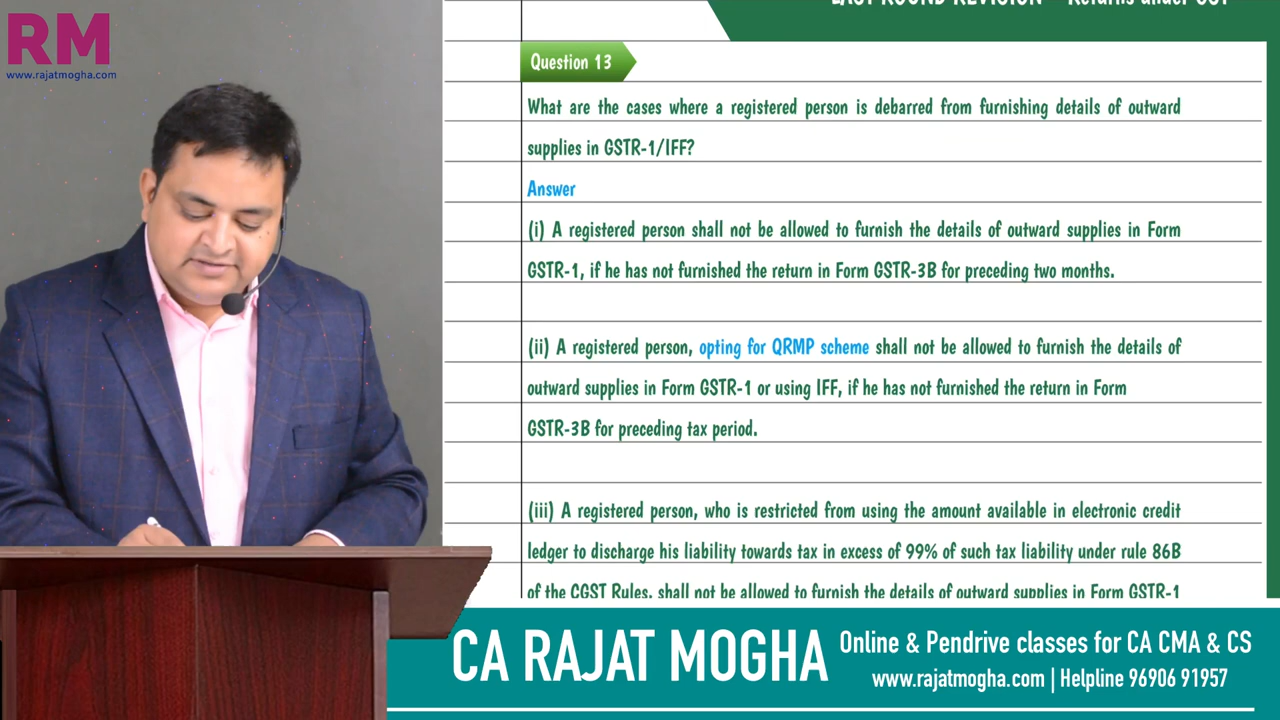 RM
www.rajatmogha.com
LAST ROUND REVISION – Returns under GST
Question 13
What are the cases where a registered person is debarred from furnishing details of outward
supplies in GSTR-1/IFF?
Answer
(i) A registered person shall not be allowed to furnish the details of outward supplies in Form
GSTR-1, if he has not furnished the return in Form GSTR-3B for preceding two months.
(ii) A registered person, opting for QRMP scheme shall not be allowed to furnish the details of
outward supplies in Form GSTR-1 or using IFF, if he has not furnished the return in Form
GSTR-3B for preceding tax period.
(iii) A registered person, who is restricted from using the amount available in electronic credit
ledger to discharge his liability towards tax in excess of 99% of such tax liability under rule 86B
of the CGST Rules, shall not be allowed to furnish the details of outward supplies in Form GSTR-1
CA RAJAT MOGHA
Online & Pendrive classes for CA CMA & CS
www.rajatmogha.com | Helpline 96906 91957